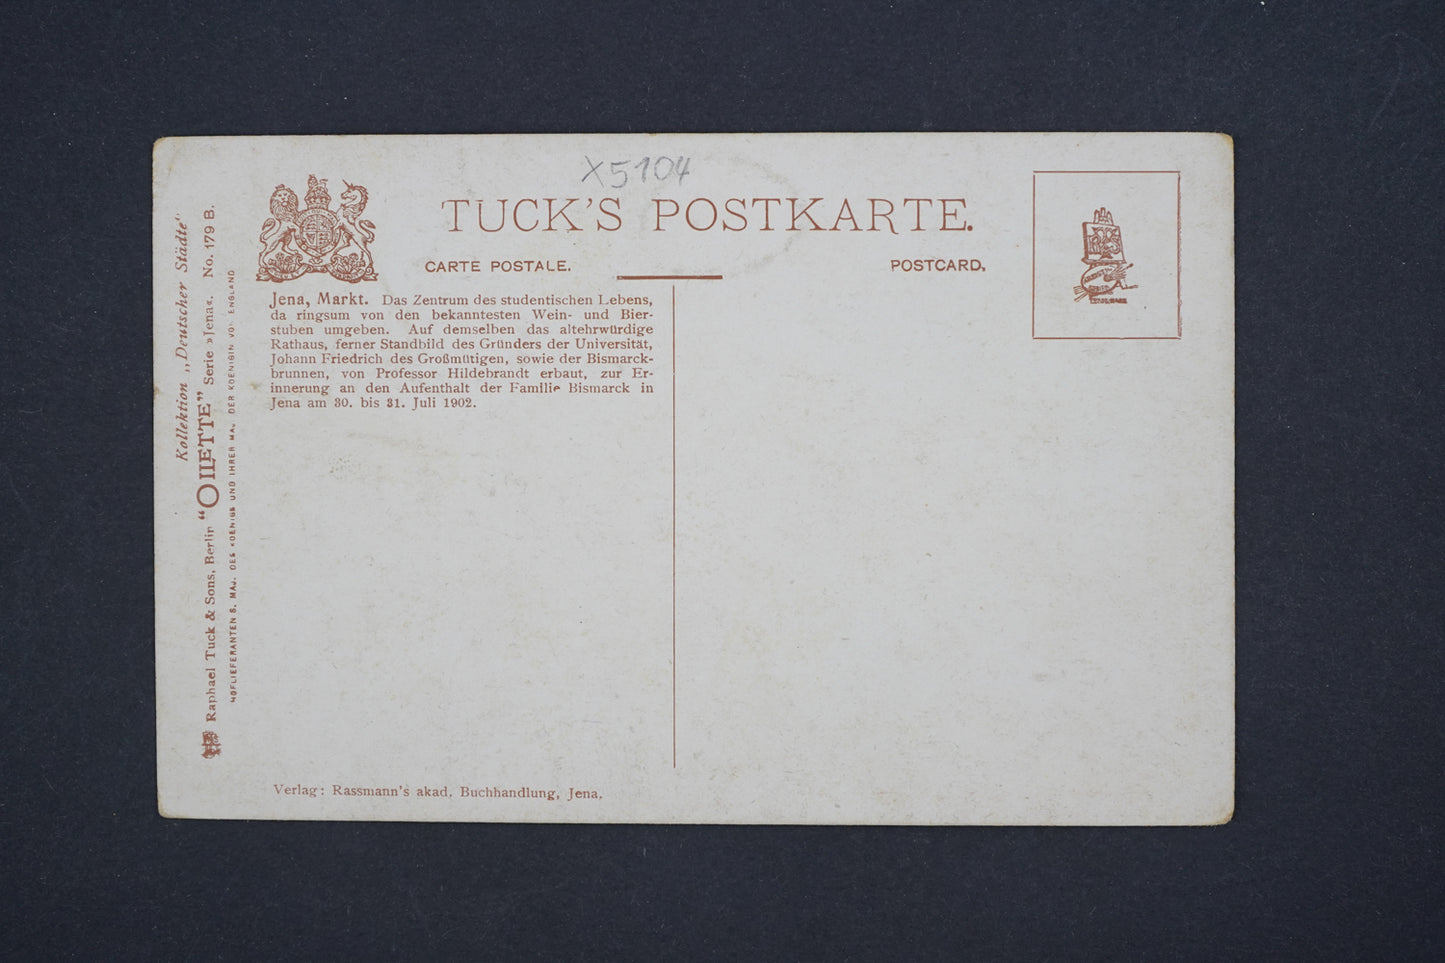 X5104
TUCK'S POSTKARTE.
CARTE POSTALE.
POSTCARD.
Jena, Markt. Das Zentrum des studentischen Lebens,
da ringsum von den bekanntesten Wein- und Bier-
stuben umgeben. Auf demselben das altehrwürdige
Rathaus, ferner Standbild des Gründers der Universität,
Johann Friedrich des Großmütigen, sowie der Bismarck-
brunnen, von Professor Hildebrandt erbaut, zur Er-
innerung an den Aufenthalt der Familie Bismarck in
Jena am 30. bis 31. Juli 1902.
Verlag: Rassmann's akad. Buchhandlung, Jena.
Kollektion „Deutscher Städte"
Raphael Tuck & Sons, Berlin "OILETTE" Serie »Jena«. No. 179 B.
HOFLIEFERANTEN S. MAJ. DES KOENIGS UND IHRER MAJ. DER KOENIGIN VON ENGLAND